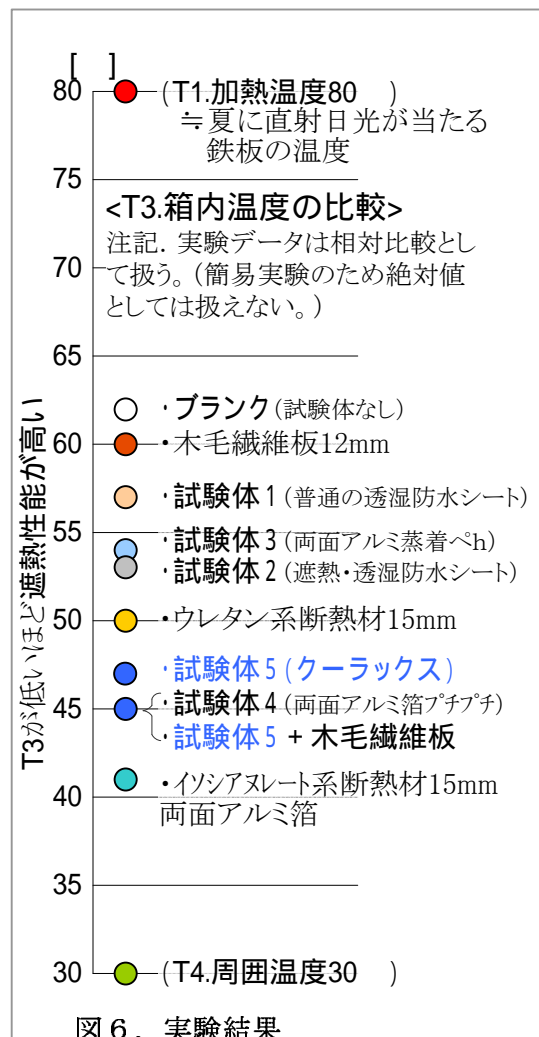 [ ]
80
(T1.加熱温度80 )
≒夏に直射日光が当たる
鉄板の温度
75
<T3.箱内温度の比較>
注記. 実験データは相対比較とし
70
て扱う。(簡易実験のため絶対値
としては扱えない。)
65
T3が低いほど遮熱性能が高い
・ブランク(試験体なし)
60
・木毛繊維板12mm
・試験体1(普通の透湿防水シート)
55
・試験体3(両面アルミ蒸着ペh)
・試験体2(遮熱・透湿防水シート)
50
・ウレタン系断熱材15mm
・試験体5(クーラックス)
45
・試験体4(両面アルミ箔プチプチ)
・試験体5 + 木毛繊維板
・イソシアヌレート系断熱材15mm
40
両面アルミ箔
35
30
(T4.周囲温度30 )
図6. 実験結果